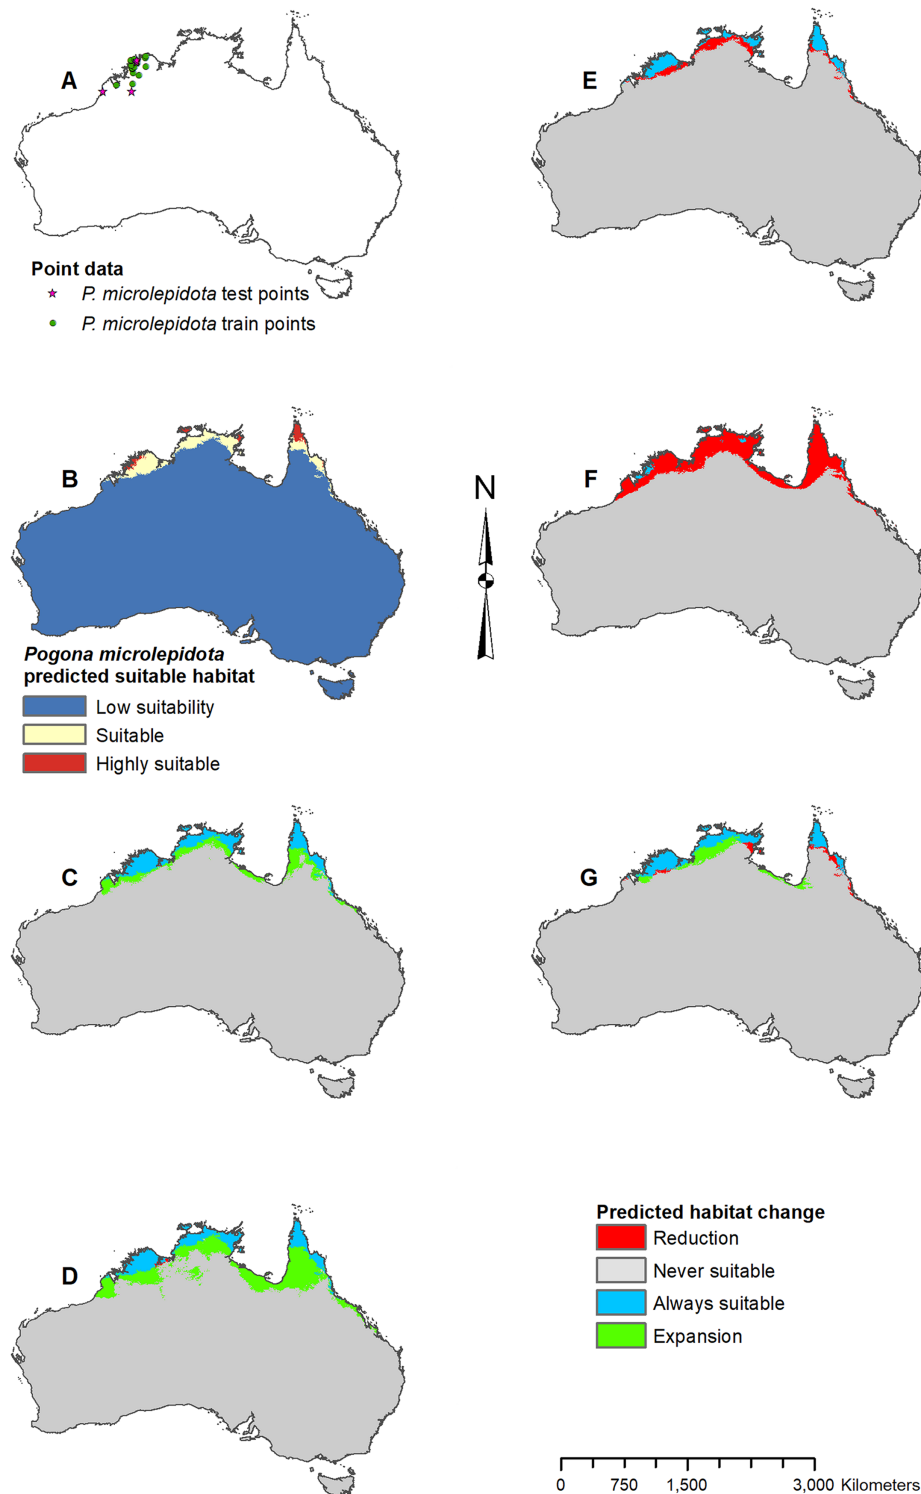 A
Point data
P. microlepidota test points
P. microlepidota train points
B
Pogona microlepidota
predicted suitable habitat
Low suitability
Suitable
Highly suitable
C
D
N
E
F
G
Predicted habitat change
Reduction
Never suitable
Always suitable
Expansion
0 750 1,500 3,000 Kilometers